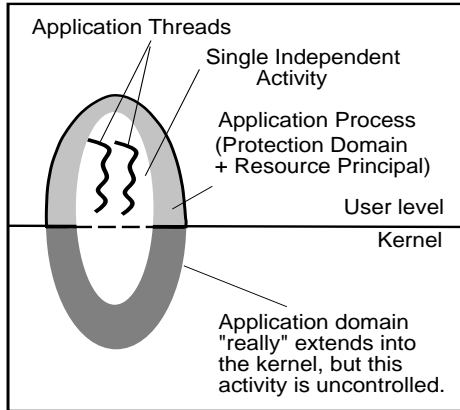 Application Threads
Single Independent
Activity
Application Process
(Protection Domain
+ Resource Principal)
User level
Kernel
Application domain
"really" extends into
the kernel, but this
activity is uncontrolled.